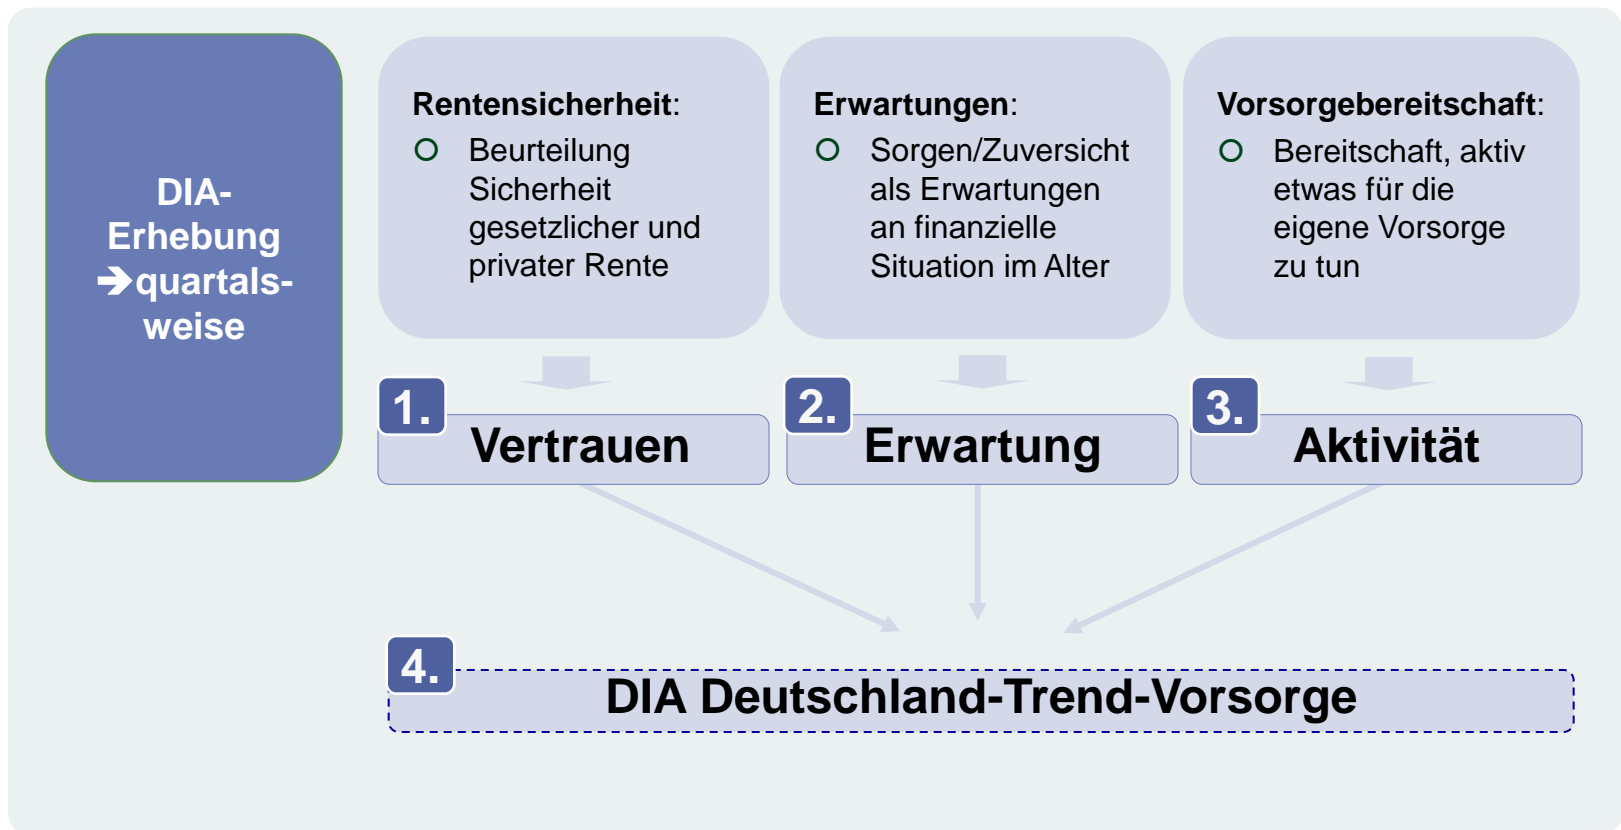 DIA-
Erhebung
➔quartals-
weise
Rentensicherheit:
Beurteilung
Sicherheit
gesetzlicher und
privater Rente
Erwartungen:
Sorgen/Zuversicht
als Erwartungen
an finanzielle
Situation im Alter
Vorsorgebereitschaft:
Bereitschaft, aktiv
etwas für die
eigene Vorsorge
zu tun
1.
Vertrauen
2.
Erwartung
3.
Aktivität
4.
DIA Deutschland-Trend-Vorsorge